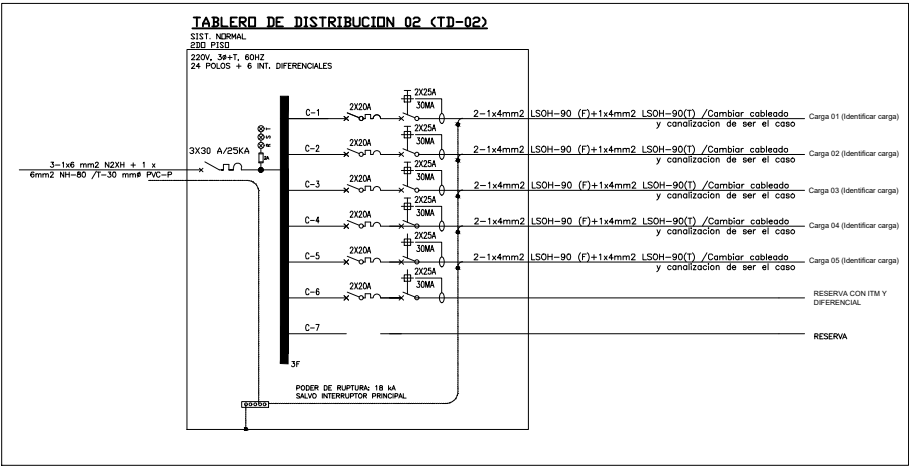 TABLERO DE DISTRIBUCION 02 (TD-02)
SIST. NORMAL
2DO PISO
220V, 3ø+T, 60HZ
24 POLOS + 6 INT. DIFERENCIALES
3X30 A/25KA
3-1x6 mm2 N2XH + 1 x
6mm2 NH-80 /T-30 mmø PVC-P
T
S
R
2A
C-1
2X20A
2X25A
30MA
2-1x4mm2 LSOH-90 (F)+1x4mm2 LSOH-90(T) /Cambiar cableado
y canalizacion de ser el caso
Carga 01 (Identificar carga)
C-2
2X20A
2X25A
30MA
2-1x4mm2 LSOH-90 (F)+1x4mm2 LSOH-90(T) /Cambiar cableado
y canalizacion de ser el caso
Carga 02 (Identificar carga)
C-3
2X20A
2X25A
30MA
2-1x4mm2 LSOH-90 (F)+1x4mm2 LSOH-90(T) /Cambiar cableado
y canalizacion de ser el caso
Carga 03 (Identificar carga)
C-4
2X20A
2X25A
30MA
2-1x4mm2 LSOH-90 (F)+1x4mm2 LSOH-90(T) /Cambiar cableado
y canalizacion de ser el caso
Carga 04 (Identificar carga)
C-5
2X20A
2X25A
30MA
2-1x4mm2 LSOH-90 (F)+1x4mm2 LSOH-90(T) /Cambiar cableado
y canalizacion de ser el caso
Carga 05 (Identificar carga)
C-6
2X20A
2X25A
30MA
RESERVA CON ITM Y
DIFERENCIAL
C-7
RESERVA
3F
PODER DE RUPTURA: 18 kA
SALVO INTERRUPTOR PRINCIPAL